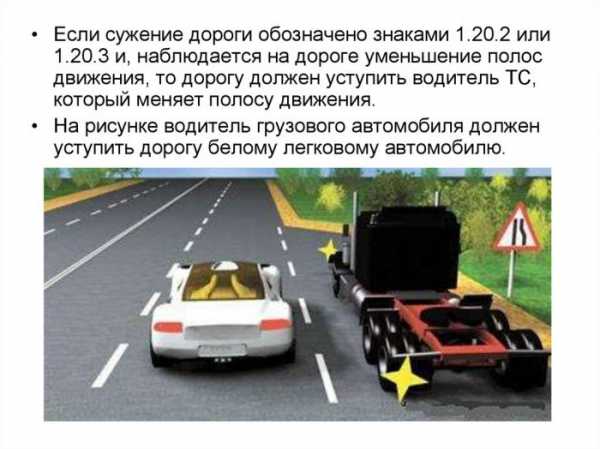 • Если сужение дороги обозначено знаками 1.20.2 или
1.20.3 и, наблюдается на дороге уменьшение полос
движения, то дорогу должен уступить водитель ТС,
который меняет полосу движения.
• На рисунке водитель грузового автомобиля должен
уступить дорогу белому легковому автомобилю.